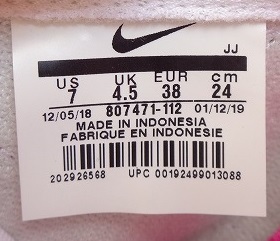 JJ
US UK EUR cm
7 4.5 38 24
12/05/18 807471-112 01/12/19
MADE IN INDONESIA
FABRIQUE EN INDONESIE
202926568 UPC 00192499013088